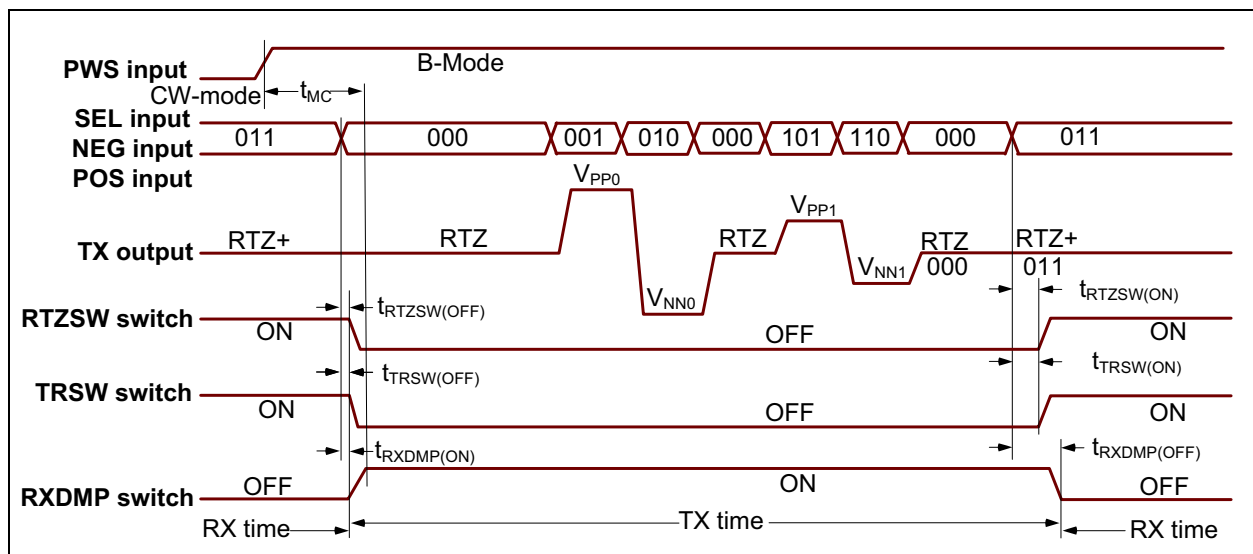 PWS input
B-Mode
CW-mode
tMC
SEL input
NEG input
POS input
011 000 001 010 000 101 110 000 011
VPP0
VPP1
TX output
RTZ+ RTZ RTZ RTZ RTZ+
000 011
VNN0
VNN1
tRTZSW(OFF)
tRTZSW(ON)
RTZSW switch
ON OFF ON
tTRSW(OFF)
tTRSW(ON)
TRSW switch
ON OFF ON
tRXDMP(ON)
tRXDMP(OFF)
RXDMP switch
OFF ON OFF
RX time TX time RX time